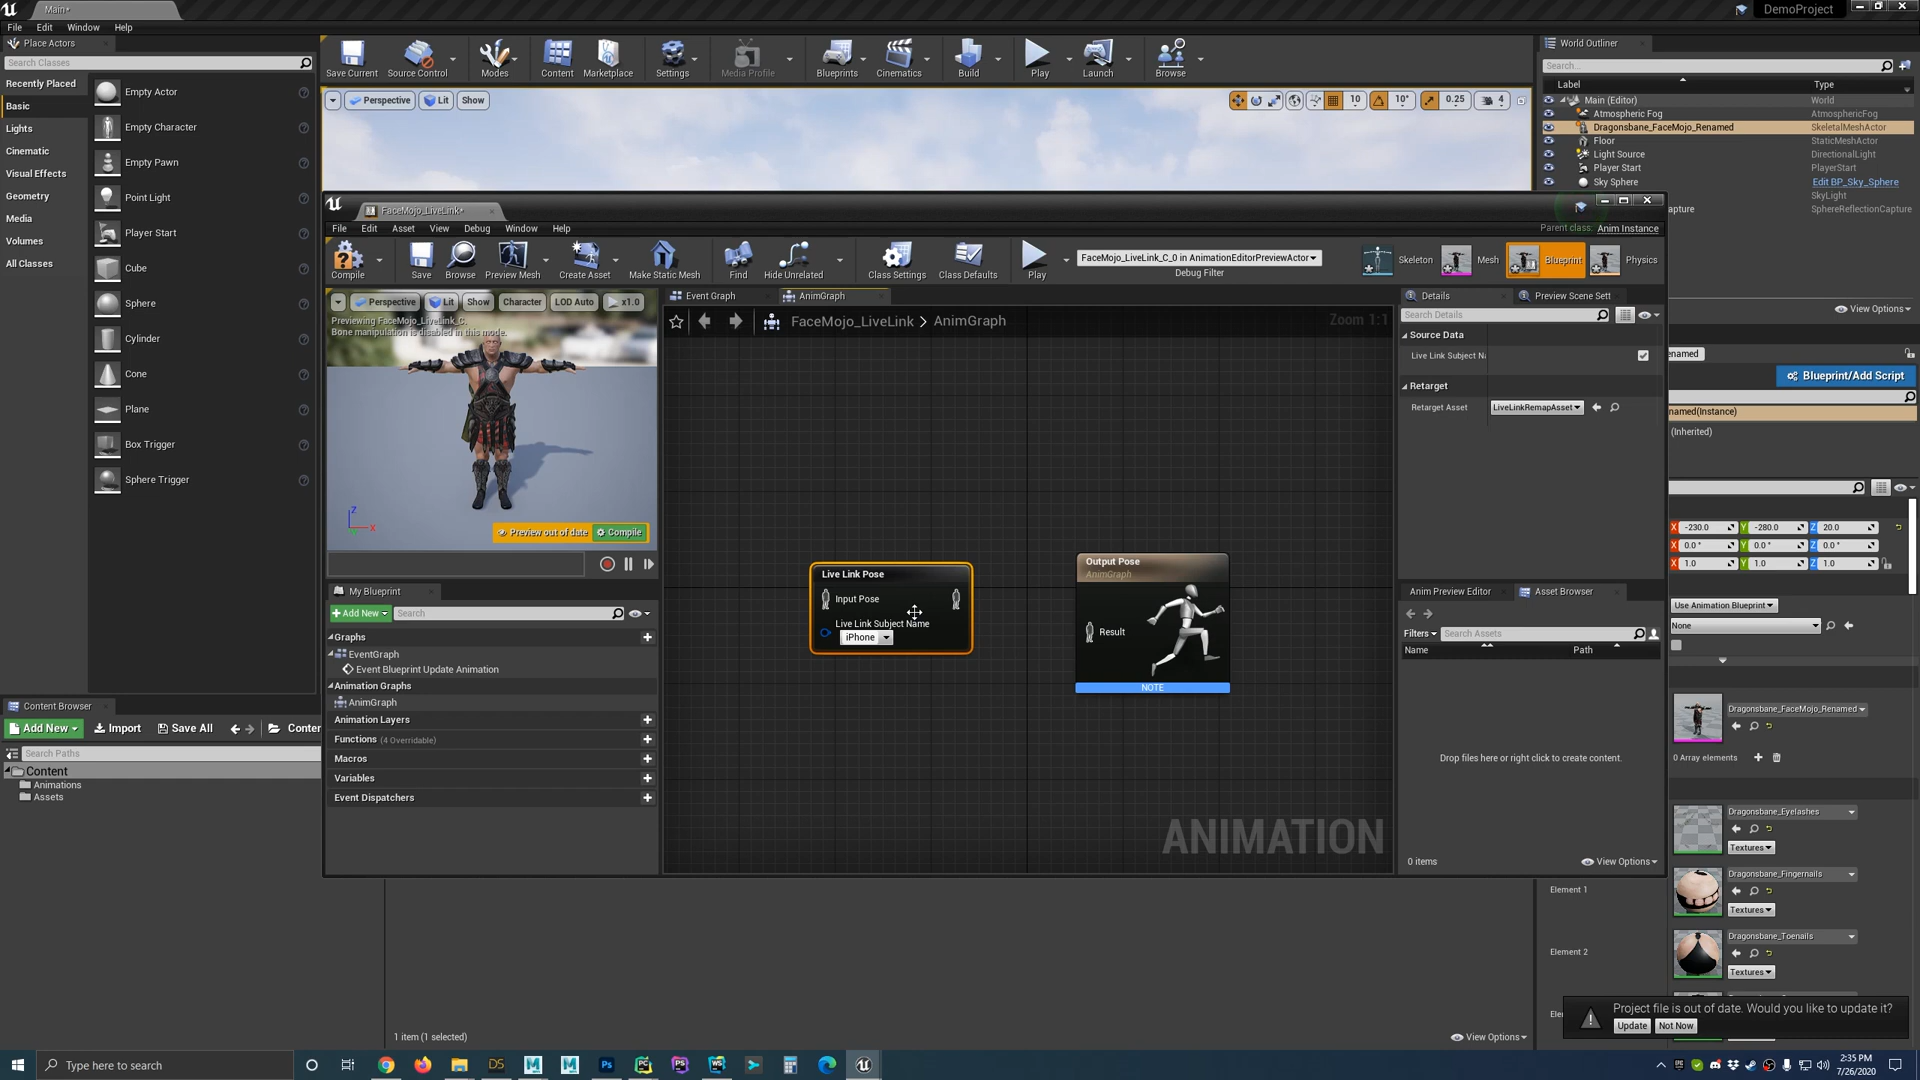 Main*
DemoProject
File Edit Window Help
Place Actors
Search Classes
Recently Placed
Basic
Lights
Cinematic
Visual Effects
Geometry
Media
Volumes
All Classes
Empty Actor
Empty Character
Empty Pawn
Point Light
Player Start
Cube
Sphere
Cylinder
Cone
Plane
Box Trigger
Sphere Trigger
Save Current Source Control Modes Content Marketplace Settings Media Profile Blueprints Cinematics Build Play Launch Browse
Perspective Lit Show
10 10° 0.25 4
World Outliner
Search...
Label Type
Main (Editor) World
Atmospheric Fog AtmosphericFog
Dragonsbane_FaceMojo_Renamed SkeletalMeshActor
Floor StaticMeshActor
Light Source DirectionalLight
Player Start PlayerStart
Sky Sphere Edit BP_Sky_Sphere
SkyLight
apture SphereReflectionCapture
View Options
FaceMojo_LiveLink*
File Edit Asset View Debug Window Help
Parent class: Anim Instance
Compile Save Browse Preview Mesh Create Asset Make Static Mesh Find Hide Unrelated Class Settings Class Defaults Play
FaceMojo_LiveLink_C_0 in AnimationEditorPreviewActor
Debug Filter
Skeleton Mesh Blueprint Physics
Perspective Lit Show Character LOD Auto x1.0
Previewing FaceMojo_LiveLink_C.
Bone manipulation is disabled in this mode.
Z
X
Preview out of date Compile
Event Graph AnimGraph
FaceMojo_LiveLink > AnimGraph
Zoom 1:1
Live Link Pose
Input Pose
Live Link Subject Name
iPhone
Output Pose
AnimGraph
Result
NOTE
ANIMATION
My Blueprint
Add New Search
Graphs
EventGraph
Event Blueprint Update Animation
Animation Graphs
AnimGraph
Animation Layers
Functions (4 Overridable)
Macros
Variables
Event Dispatchers
Details Preview Scene Sett
Search Details
Source Data
Live Link Subject Na
Retarget
Retarget Asset LiveLinkRemapAsset
Anim Preview Editor Asset Browser
Filters Search Assets
Name Path
Drop files here or right click to create content.
0 items View Options
enamed
Blueprint/Add Script
named(Instance)
(Inherited)
X -230.0 Y -280.0 Z 20.0
X 0.0° Y 0.0° Z 0.0°
X 1.0 Y 1.0 Z 1.0
Use Animation Blueprint
None
Dragonsbane_FaceMojo_Renamed
0 Array elements
Dragonsbane_Eyelashes
Textures
Element 1
Dragonsbane_Fingernails
Textures
Element 2
Dragonsbane_Toenails
Textures
Ele
Project file is out of date. Would you like to update it?
Update Not Now
Content Browser
Add New Import Save All Conter
Search Paths
Content
Animations
Assets
1 item (1 selected)
View Options
Type here to search
2:35 PM
7/26/2020